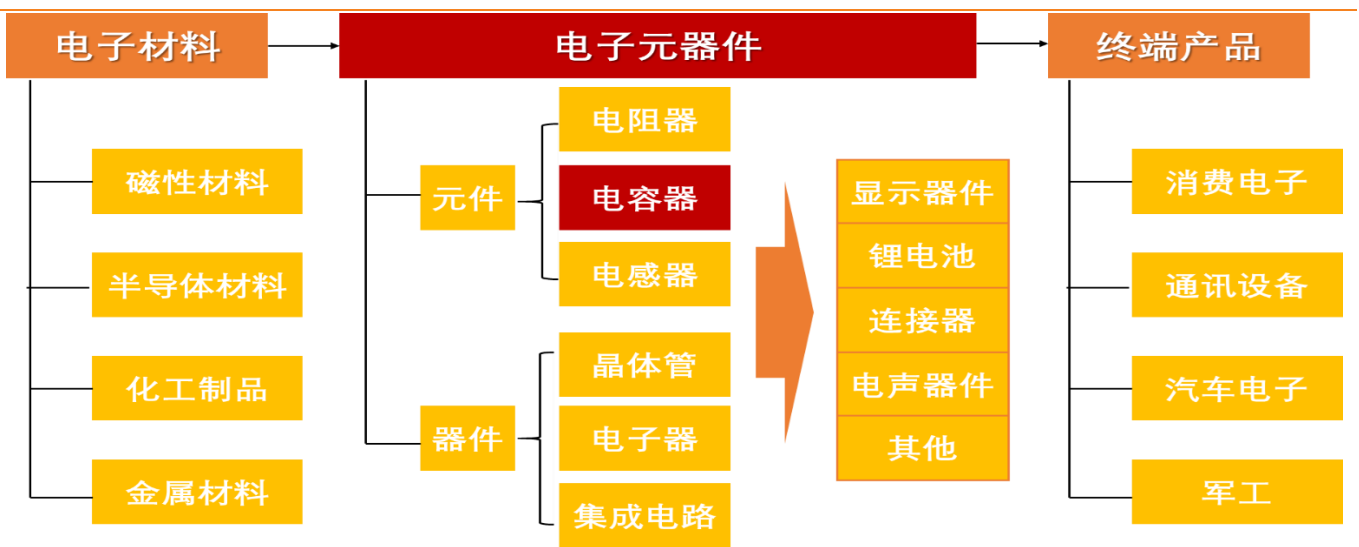 电子材料
电子元器件
终端产品
磁性材料
半导体材料
化工制品
金属材料
元件
电阻器
电容器
电感器
器件
晶体管
电子器
集成电路
显示器件
锂电池
连接器
电声器件
其他
消费电子
通讯设备
汽车电子
军工